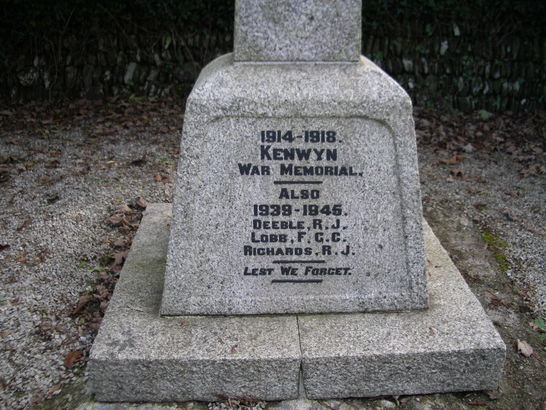 1914-1918.
KENWYN
WAR MEMORIAL.
ALSO
1939-1945.
DEEBLE, R.J.
LOBB, F.G.C.
RICHARDS, R.J.
LEST WE FORGET.